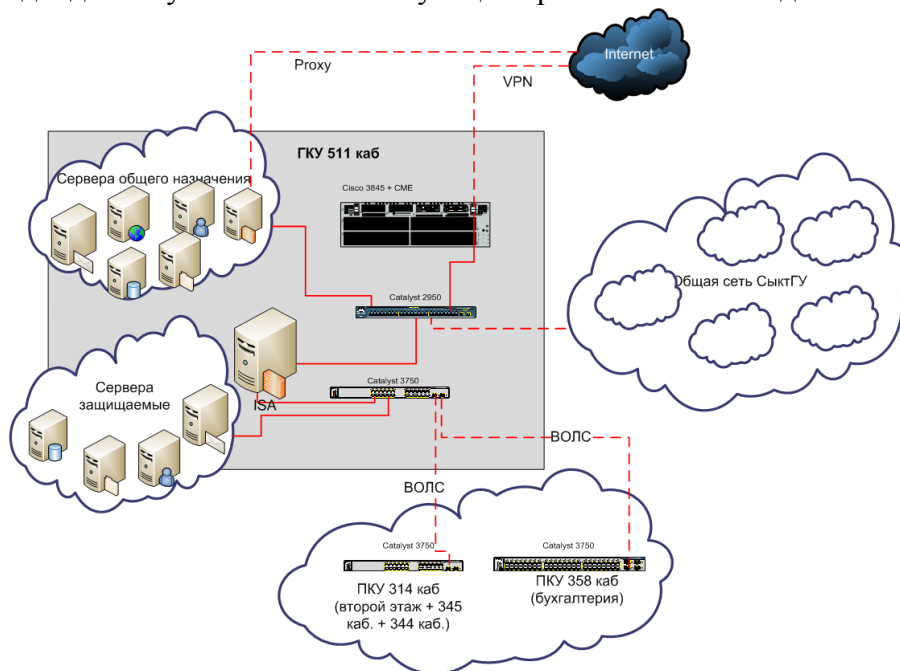 Internet
Proxy
VPN
ГКУ 511 каб
Сервера общего назначения
Cisco 3845 + CME
Общая сеть СыктГУ
Catalyst 2950
Сервера
защищаемые
ISA
Catalyst 3750
ВОЛС
ВОЛС
Catalyst 3750
Catalyst 3750
ПКУ 314 каб
(второй этаж + 345
каб. + 344 каб.)
ПКУ 358 каб
(бухгалтерия)